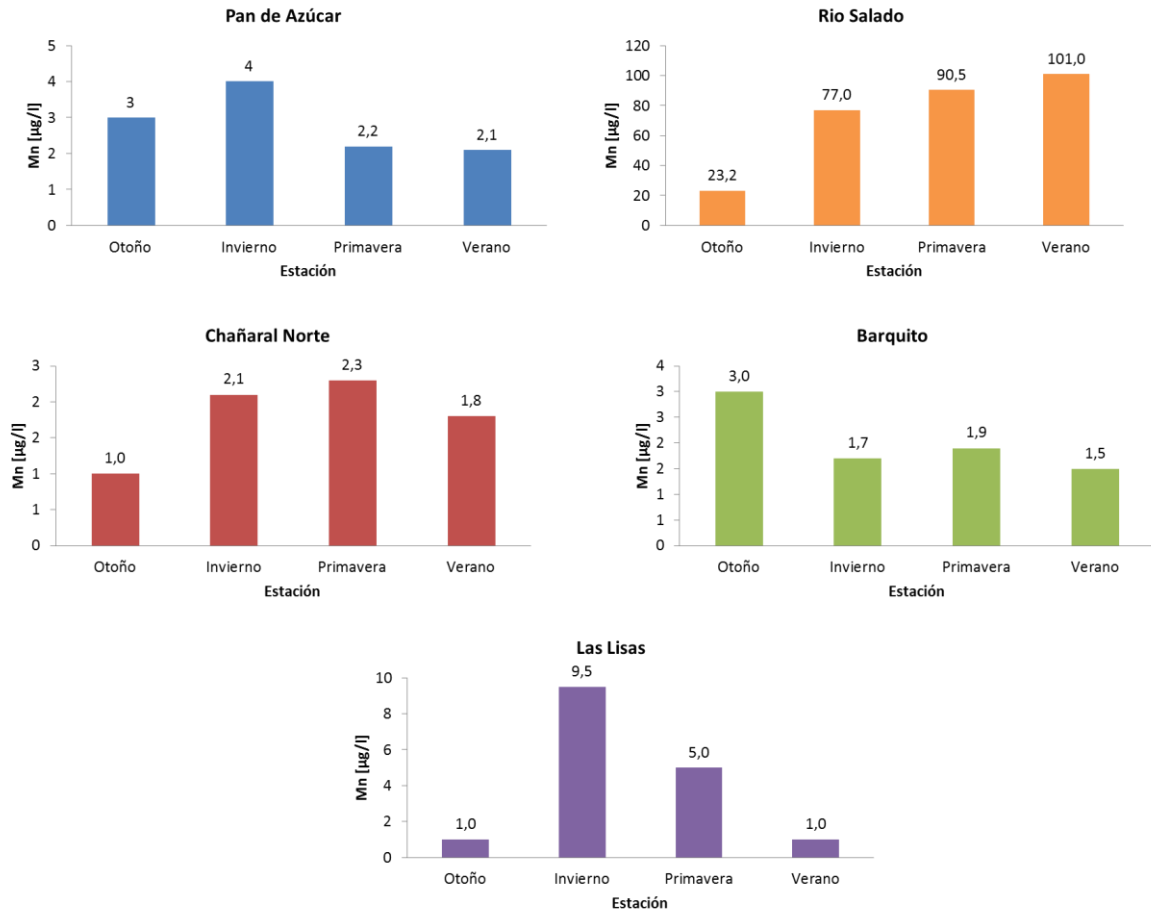 Pan de Azúcar
Mn [µg/l]
5
4
3
2
1
0
3
4
2,2
2,1
Otoño Invierno Primavera Verano
Estación
Rio Salado
Mn [µg/l]
120
100
80
60
40
20
0
23,2
77,0
90,5
101,0
Otoño Invierno Primavera Verano
Estación
Chañaral Norte
Mn [µg/l]
3
2
2
1
1
0
1,0
2,1
2,3
1,8
Otoño Invierno Primavera Verano
Estación
Barquito
Mn [µg/l]
4
3
3
2
2
1
1
0
3,0
1,7
1,9
1,5
Otoño Invierno Primavera Verano
Estación
Las Lisas
Mn [µg/l]
10
8
6
4
2
0
1,0
9,5
5,0
1,0
Otoño Invierno Primavera Verano
Estación